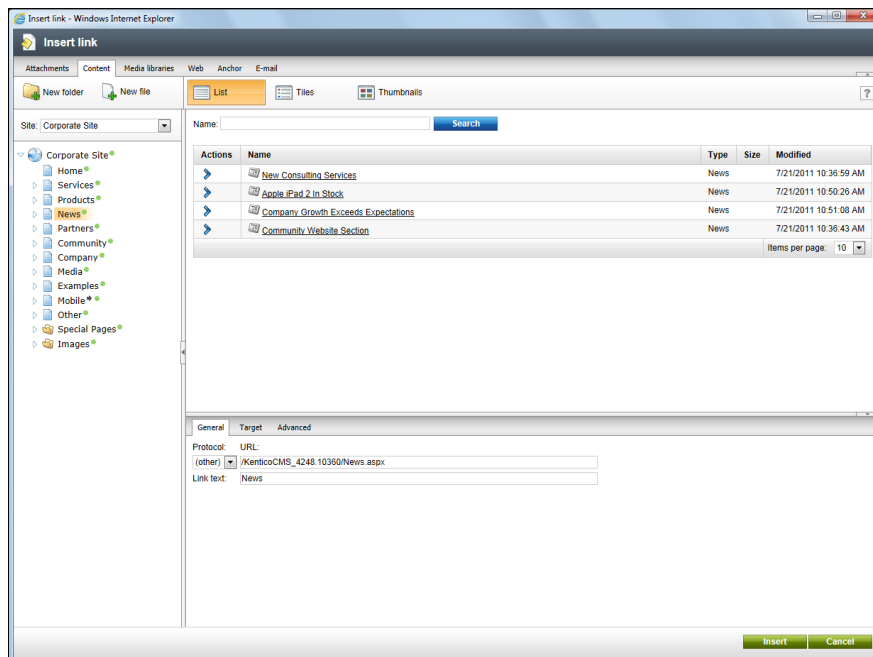 Insert link - Windows Internet Explorer
Insert link
Attachments Content Media libraries Web Anchor E-mail
New folder New file List Tiles Thumbnails ?
Site: Corporate Site Name: Search
Corporate Site
Home
Services
Products
News
Partners
Community
Company
Media
Examples
Mobile
Other
Special Pages
Images
Actions Name Type Size Modified
New Consulting Services News 7/21/2011 10:36:59 AM
Apple iPad 2 In Stock News 7/21/2011 10:50:26 AM
Company Growth Exceeds Expectations News 7/21/2011 10:51:08 AM
Community Website Section News 7/21/2011 10:36:43 AM
Items per page: 10
General Target Advanced
Protocol: URL:
(other) /KenticoCMS_4248.10360/News.aspx
Link text: News
Insert Cancel